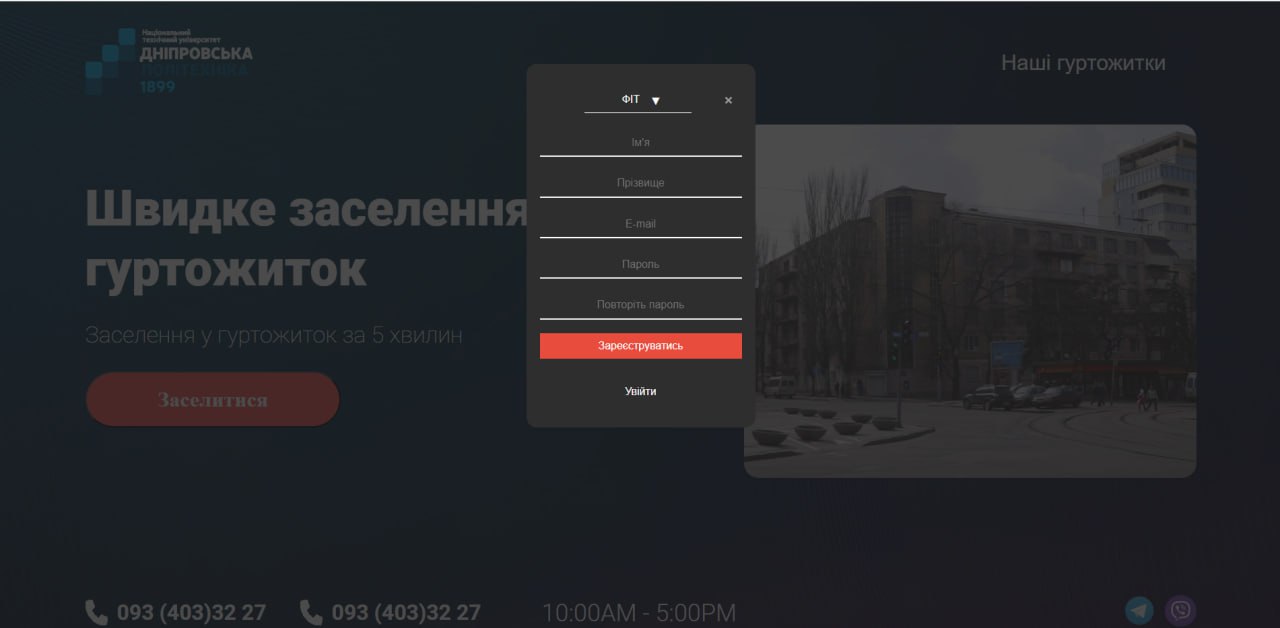 Національний
технічний університет
ДНІПРОВСЬКА
ПОЛІТЕХНІКА
1899
Наші гуртожитки
ФІТ ▼ ×
Ім'я
Прізвище
E-mail
Пароль
Повторіть пароль
Зареєструватись
Увійти
Швидке заселення
гуртожиток
Заселення у гуртожиток за 5 хвилин
Заселитися
093 (403)32 27 093 (403)32 27 10:00AM - 5:00PM